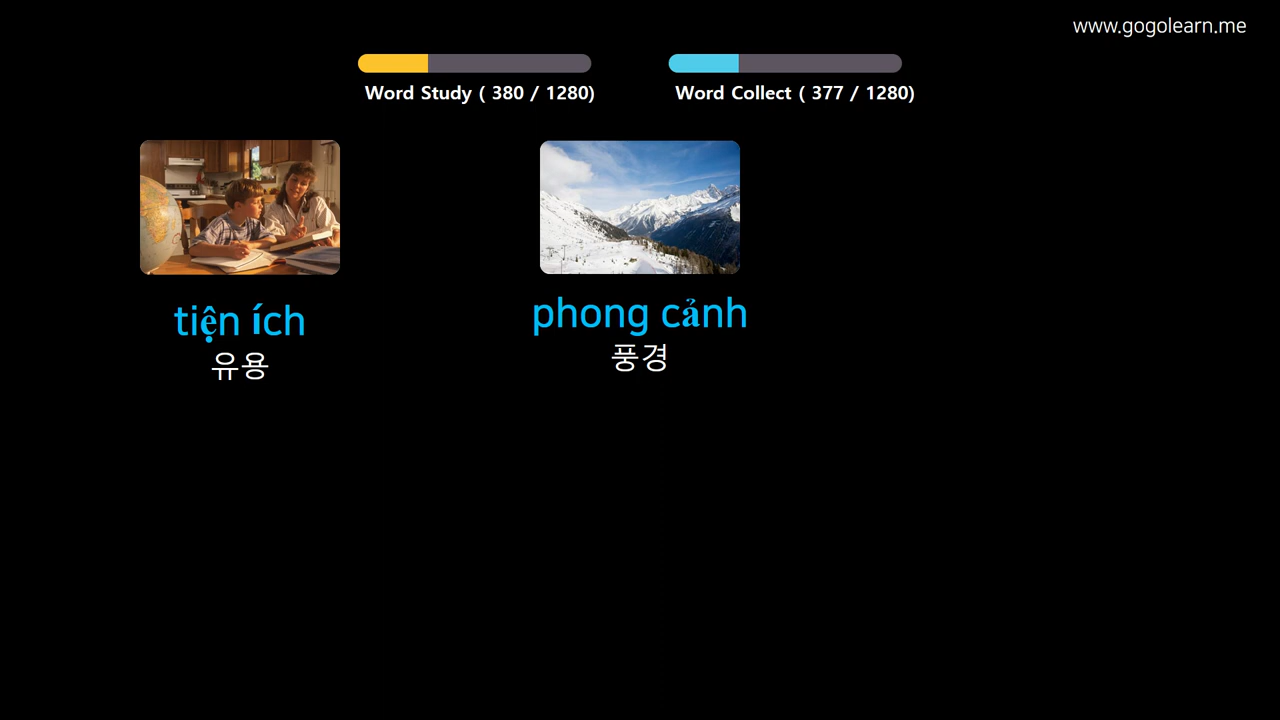 www.gogolearn.me
Word Study ( 380 / 1280)
Word Collect ( 377 / 1280)
tiện ích
유용
phong cảnh
풍경